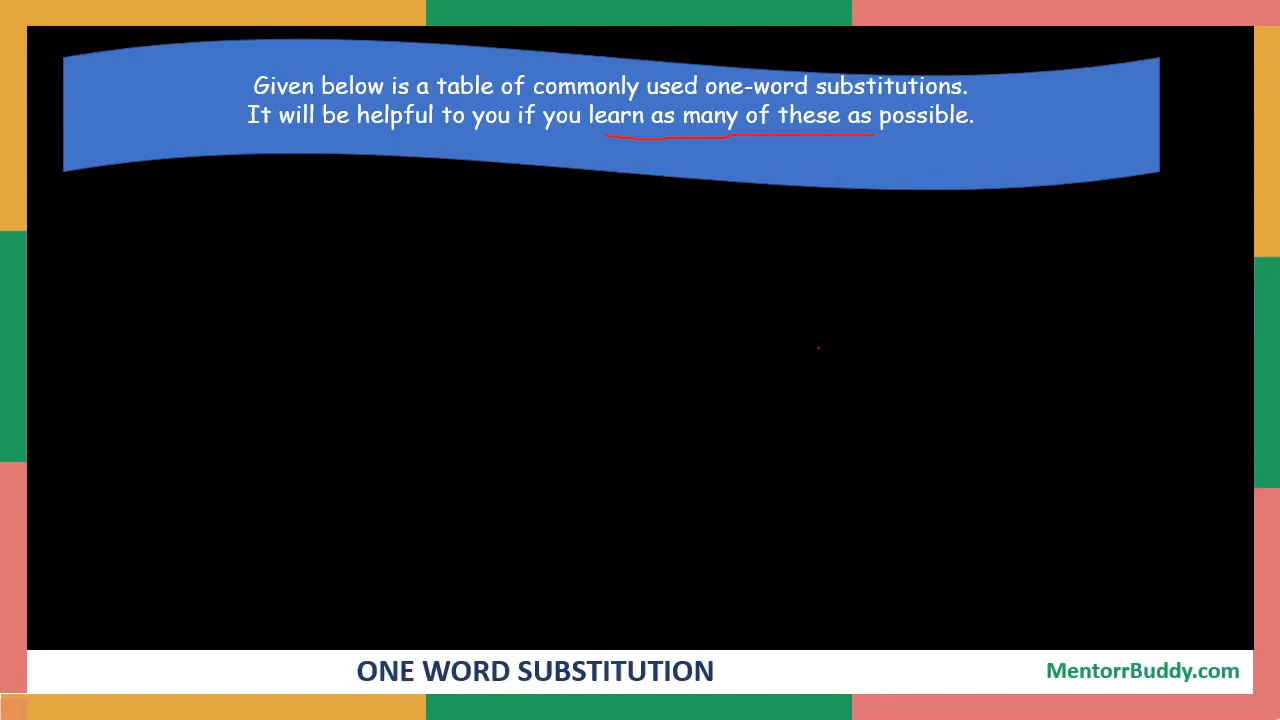 Given below is a table of commonly used one-word substitutions.
It will be helpful to you if you learn as many of these as possible.
ONE WORD SUBSTITUTION
MentorrBuddy.com